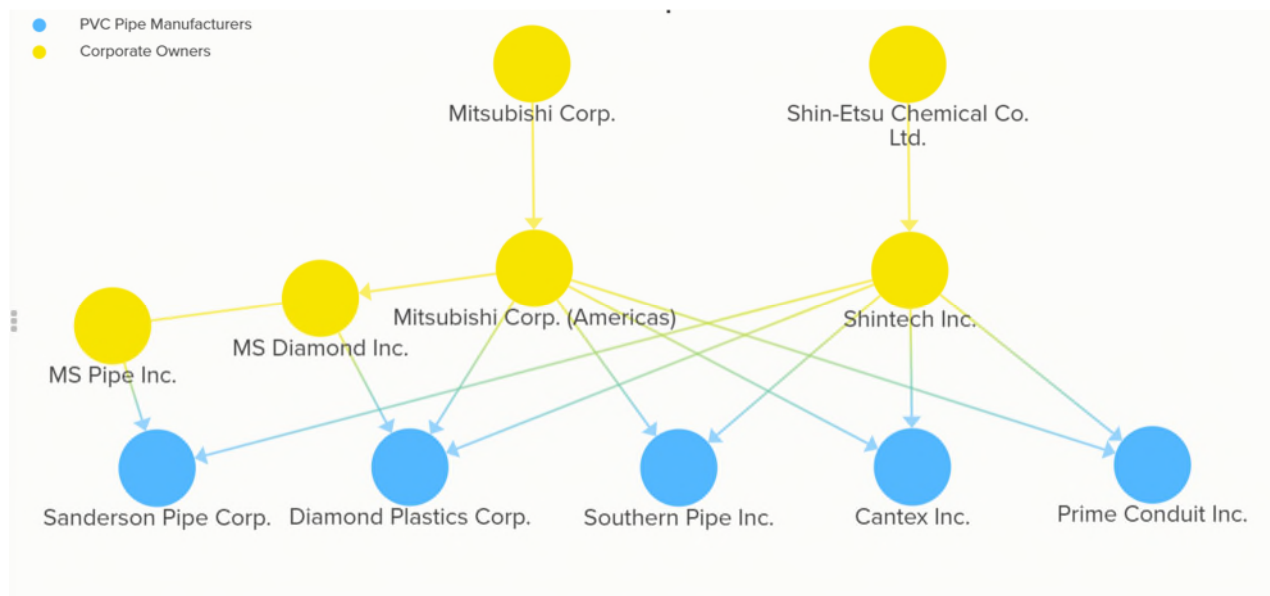 PVC Pipe Manufacturers
Corporate Owners
Mitsubishi Corp.
Shin-Etsu Chemical Co.
Ltd.
Mitsubishi Corp. (Americas)
Shintech Inc.
MS Diamond Inc.
MS Pipe Inc.
Sanderson Pipe Corp.
Diamond Plastics Corp.
Southern Pipe Inc.
Cantex Inc.
Prime Conduit Inc.